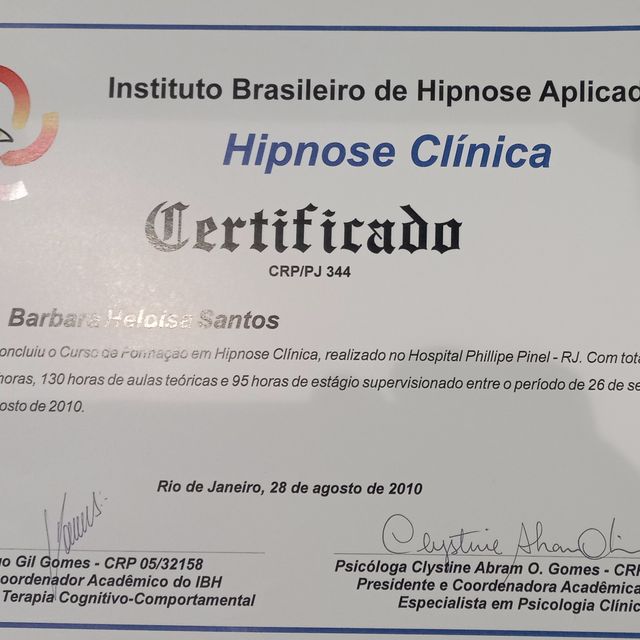 Instituto Brasileiro de Hipnose Aplicad
Hipnose Clínica
Certificado
CRP/PJ 344
Barbara Heloisa Santos
oncluiu o Curso de Formação em Hipnose Clínica, realizado no Hospital Phillipe Pinel - RJ. Com tota
horas, 130 horas de aulas teóricas e 95 horas de estágio supervisionado entre o período de 26 de se
osto de 2010.
Rio de Janeiro, 28 de agosto de 2010
o Gil Gomes - CRP 05/32158
oordenador Acadêmico do IBH
Terapia Cognitivo-Comportamental
Clystine Abram O
Psicóloga Clystine Abram O. Gomes - CRP
Presidente e Coordenadora Acadêmica
Especialista em Psicologia Clínic